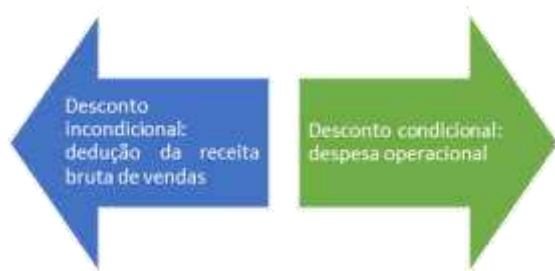 Desconto
incondicional:
dedução da receita
bruta de vendas
Desconto condicional:
despesa operacional